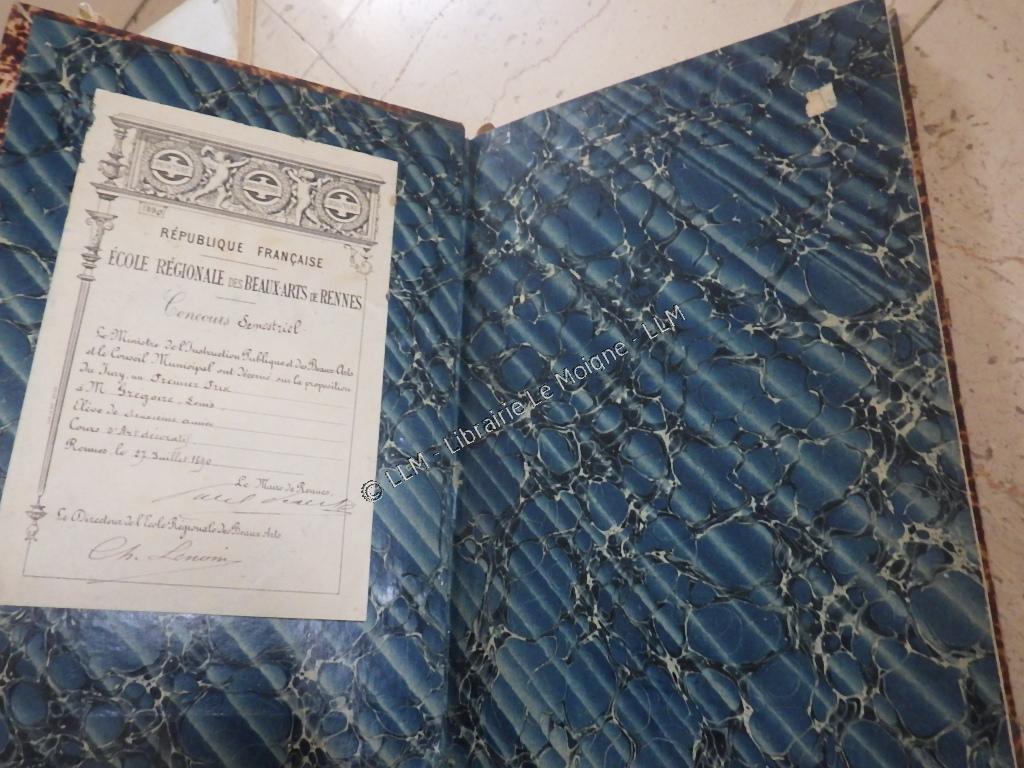 1890
RÉPUBLIQUE FRANÇAISE
ÉCOLE RÉGIONALE DES BEAUX-ARTS DE RENNES
Concours Semestriel
Le Ministre de l'Instruction Publique et des Beaux-Arts
et le Conseil Municipal ont décerné sur la proposition
du Jury, un Premier Prix
à M. Grégoire Louis
Elève de année
Cours d'Art décoratif
Rennes, le 27 Juillet 1890
Le Maire de Rennes,
Le Directeur de l'Ecole Régionale des Beaux Arts
Ch. Lenoir
© LLM - Librairie Le Moigne - LLM